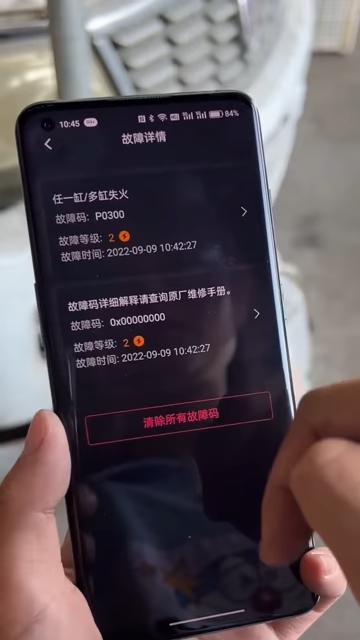 10:45
84%
故障详情
任一缸/多缸失火
故障码: P0300
故障等级: 2
故障时间: 2022-09-09 10:42:27
故障码详细解释请查询原厂维修手册。
故障码: 0x00000000
故障等级: 2
故障时间: 2022-09-09 10:42:27
清除所有故障码